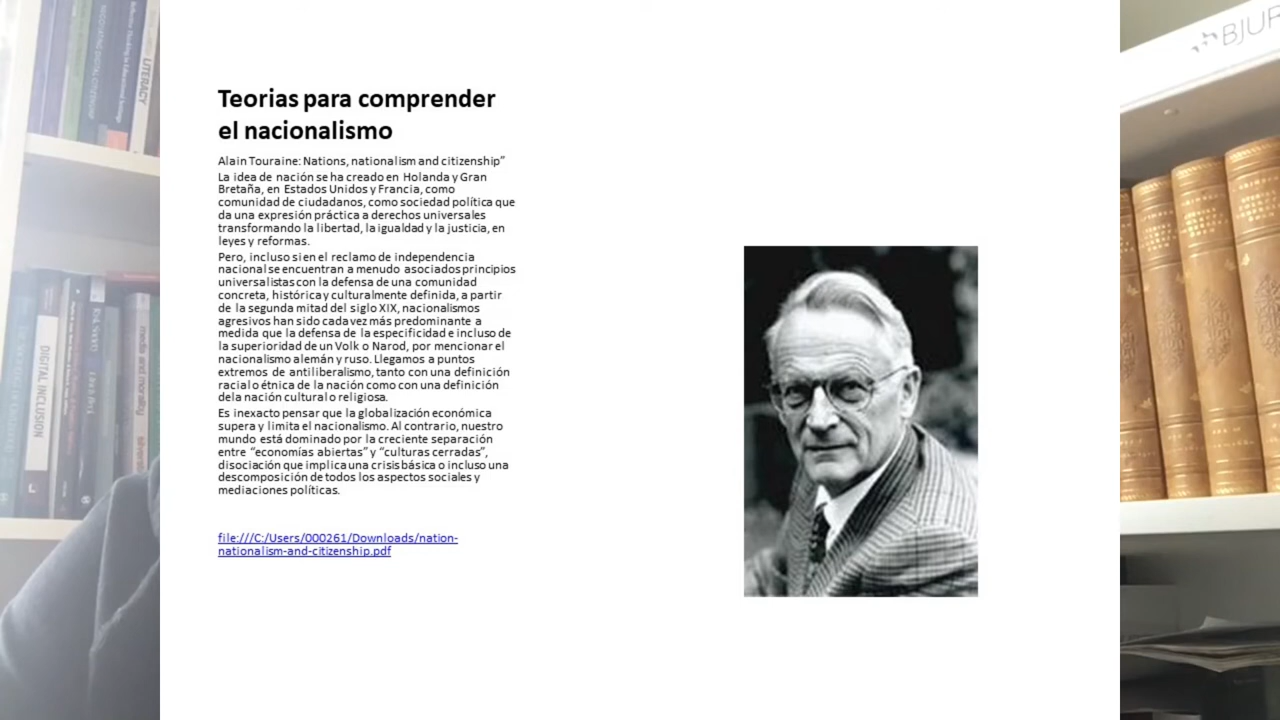 Teorias para comprender
el nacionalismo
Alain Touraine: Nations, nationalism and citizenship”
La idea de nación se ha creado en Holanda y Gran
Bretaña, en Estados Unidos y Francia, como
comunidad de ciudadanos, como sociedad política que
da una expresión práctica a derechos universales
transformando la libertad, la igualdad y la justicia, en
leyes y reformas.
Pero, incluso si en el reclamo de independencia
nacional se encuentran a menudo asociados principios
universalistas con la defensa de una comunidad
concreta, histórica y culturalmente definida, a partir
de la segunda mitad del siglo XIX, nacionalismos
agresivos han sido cada vez más predominante a
medida que la defensa de la especificidad e incluso de
la superioridad de un Volk o Narod, por mencionar el
nacionalismo alemán y ruso. Llegamos a puntos
extremos de antiliberalismo, tanto con una definición
racial o étnica de la nación como con una definición
dela nación cultural o religiosa.
Es inexacto pensar que la globalización económica
supera y limita el nacionalismo. Al contrario, nuestro
mundo está dominado por la creciente separación
entre “economías abiertas” y “culturas cerradas”,
disociación que implica una crisis básica o incluso una
descomposición de todos los aspectos sociales y
mediaciones políticas.
file:///C:/Users/000261/Downloads/nation-
nationalism-and-citizenship.pdf
LITERACY
DIGITAL INCLUSION
media and morality
BJUR